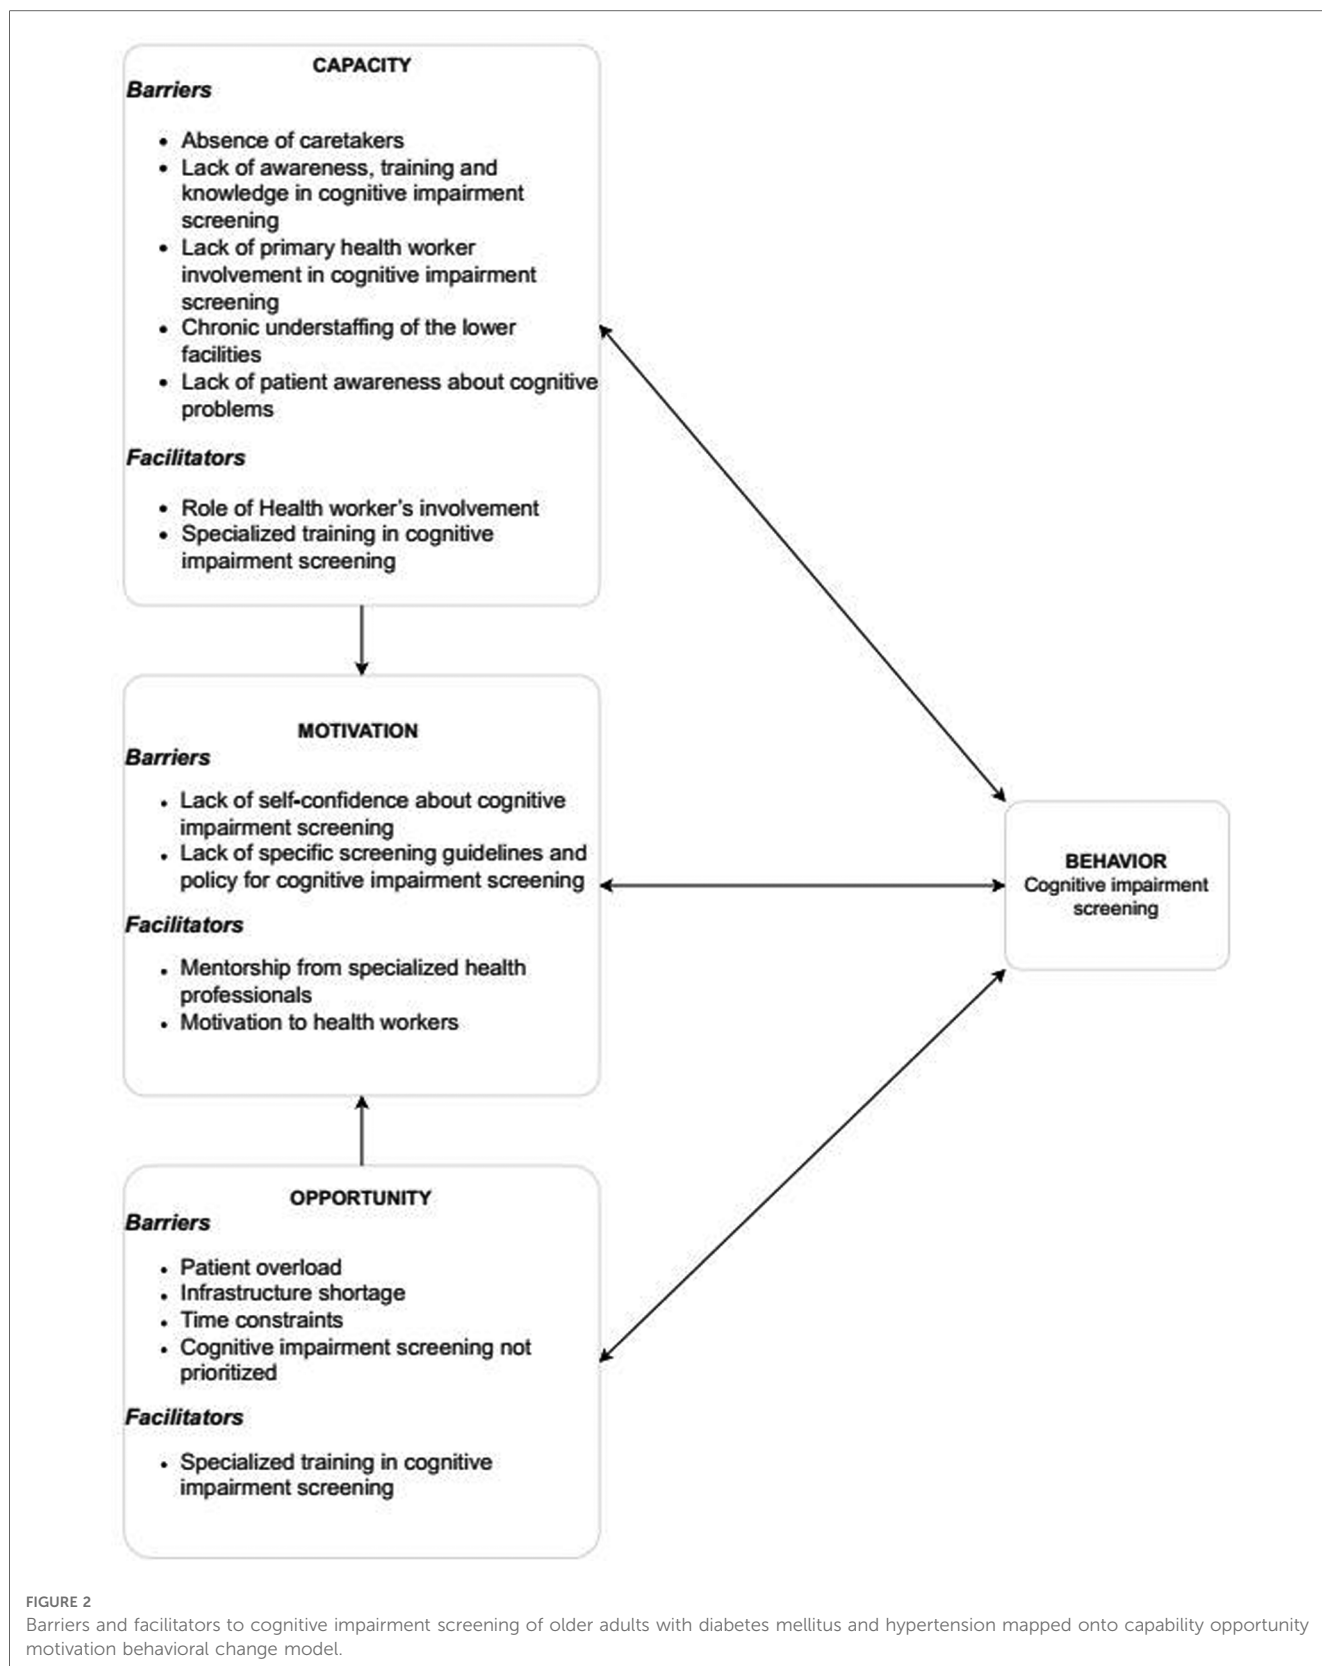 CAPACITY
Barriers
• Absence of caretakers
• Lack of awareness, training and
knowledge in cognitive impairment
screening
• Lack of primary health worker
involvement in cognitive impairment
screening
• Chronic understaffing of the lower
facilities
• Lack of patient awareness about cognitive
problems
Facilitators
• Role of Health worker's involvement
• Specialized training in cognitive
impairment screening
MOTIVATION
Barriers
• Lack of self-confidence about cognitive
impairment screening
• Lack of specific screening guidelines and
policy for cognitive impairment screening
Facilitators
• Mentorship from specialized health
professionals
• Motivation to health workers
BEHAVIOR
Cognitive impairment
screening
OPPORTUNITY
Barriers
• Patient overload
• Infrastructure shortage
• Time constraints
• Cognitive impairment screening not
prioritized
Facilitators
• Specialized training in cognitive
impairment screening
FIGURE 2
Barriers and facilitators to cognitive impairment screening of older adults with diabetes mellitus and hypertension mapped onto capability opportunity
motivation behavioral change model.